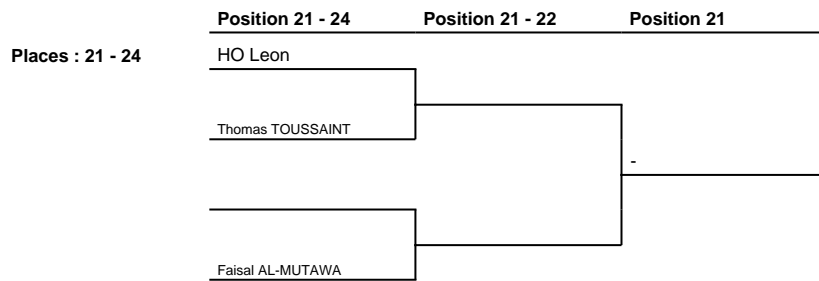 Position 21 - 24 Position 21 - 22 Position 21
Places : 21 - 24 HO Leon
Thomas TOUSSAINT
-
Faisal AL-MUTAWA